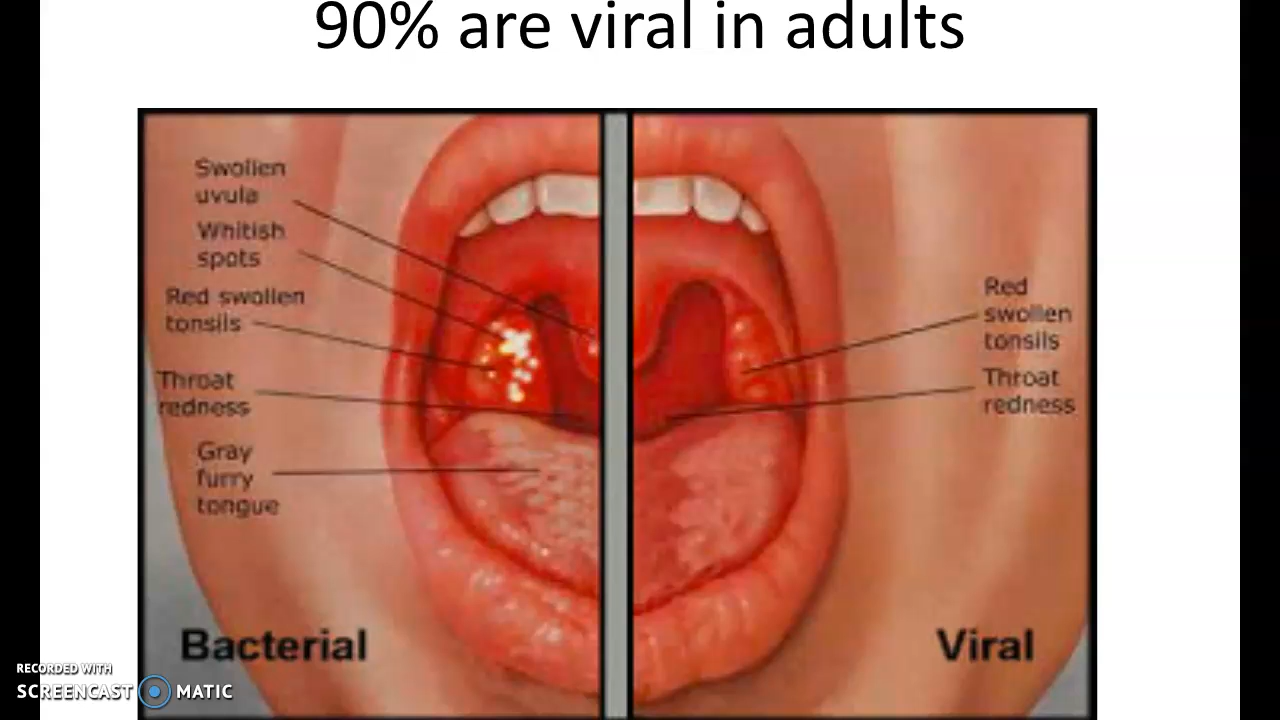 90% are viral in adults
Swollen
uvula
Whitish
spots
Red swollen
tonsils
Throat
redness
Gray
furry
tongue
Bacterial
Red
swollen
tonsils
Throat
redness
Viral
RECORDED WITH
SCREENCAST MATIC